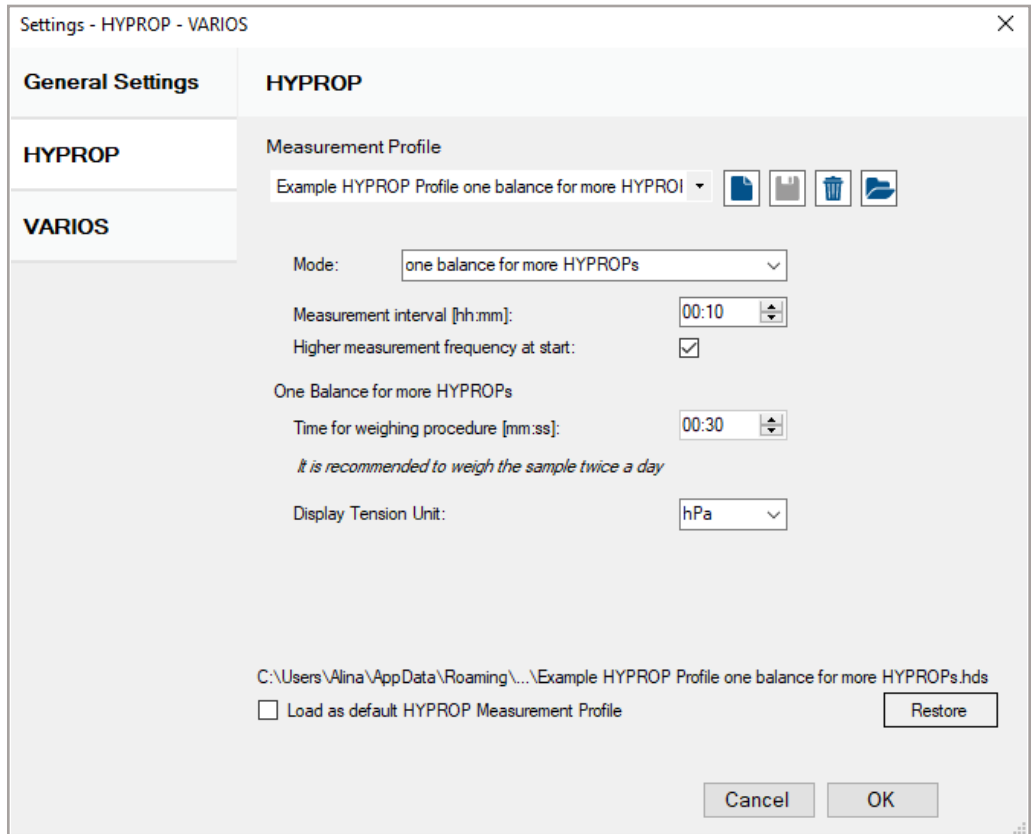 Settings - HYPROP - VARIOS
General Settings
HYPROP
VARIOS
HYPROP
Measurement Profile
Example HYPROP Profile one balance for more HYPROI
Mode: one balance for more HYPROPs
Measurement interval [hh:mm]: 00:10
Higher measurement frequency at start:
One Balance for more HYPROPs
Time for weighing procedure [mm:ss]: 00:30
It is recommended to weigh the sample twice a day
Display Tension Unit: hPa
C:\Users\Alina\AppData\Roaming\...\Example HYPROP Profile one balance for more HYPROPs.hds
Load as default HYPROP Measurement Profile
Restore
Cancel
OK